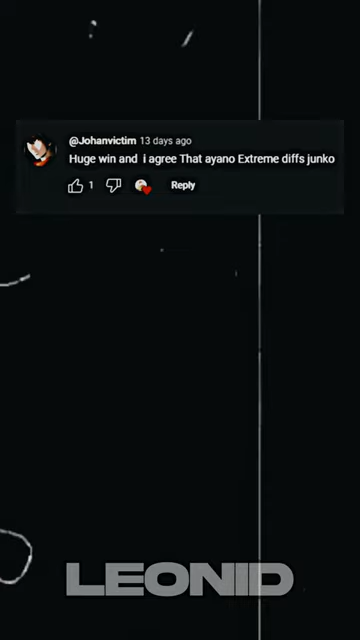 @Johanvictim 13 days ago
Huge win and i agree That ayano Extreme diffs junko
1 Reply
LEONID